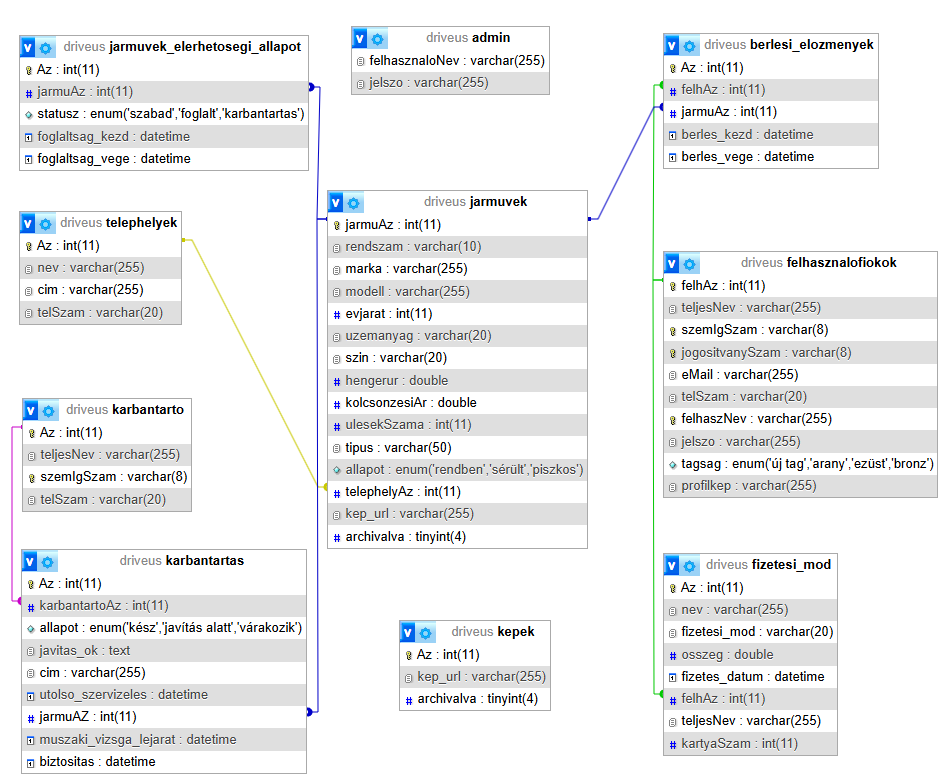 driveus jarmuvek_elerhetosegi_allapot
Az : int(11)
# jarmuAz : int(11)
statusz : enum('szabad','foglalt','karbantartas')
foglaltsag_kezd : datetime
foglaltsag_vege : datetime
driveus admin
felhasznaloNev : varchar(255)
jelszo : varchar(255)
driveus berlesi_elozmenyek
Az : int(11)
# felhAz : int(11)
# jarmuAz : int(11)
berles_kezd : datetime
berles_vege : datetime
driveus telephelyek
Az : int(11)
nev : varchar(255)
cim : varchar(255)
telSzam : varchar(20)
driveus jarmuvek
jarmuAz : int(11)
rendszam : varchar(10)
marka : varchar(255)
modell : varchar(255)
# evjarat : int(11)
uzemanyag : varchar(20)
szin : varchar(20)
# hengerur : double
# kolcsonzesiAr : double
# ulesekSzama : int(11)
tipus : varchar(50)
allapot : enum('rendben','sérült','piszkos')
# telephelyAz : int(11)
kep_url : varchar(255)
# archivalva : tinyint(4)
driveus felhasznalofiokok
felhAz : int(11)
teljesNev : varchar(255)
szemIgSzam : varchar(8)
jogositvanySzam : varchar(8)
eMail : varchar(255)
telSzam : varchar(20)
felhaszNev : varchar(255)
jelszo : varchar(255)
tagsag : enum('új tag','arany','ezüst','bronz')
profilkep : varchar(255)
driveus karbantarto
Az : int(11)
teljesNev : varchar(255)
szemIgSzam : varchar(8)
telSzam : varchar(20)
driveus karbantartas
Az : int(11)
# karbantartoAz : int(11)
allapot : enum('kész','javítás alatt','várakozik')
javitas_ok : text
cim : varchar(255)
utolso_szervizeles : datetime
# jarmuAZ : int(11)
muszaki_vizsga_lejarat : datetime
biztositas : datetime
driveus kepek
Az : int(11)
kep_url : varchar(255)
# archivalva : tinyint(4)
driveus fizetesi_mod
Az : int(11)
nev : varchar(255)
fizetesi_mod : varchar(20)
# osszeg : double
fizetes_datum : datetime
# felhAz : int(11)
teljesNev : varchar(255)
# kartyaSzam : int(11)